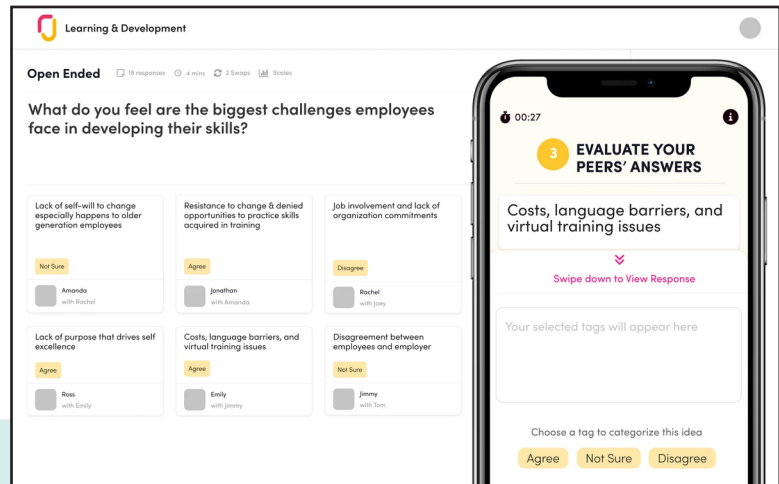 Learning & Development
Open Ended
18 responses
4 mins
2 Swaps
Scales
What do you feel are the biggest challenges employees
face in developing their skills?
Lack of self-will to change
especially happens to older
generation employees
Not Sure
Amanda
with Rachel
Resistance to change & denied
opportunities to practice skills
acquired in training
Agree
Jonathan
with Amanda
Job involvement and lack of
organization commitments
Disagree
Rachel
with Joey
Lack of purpose that drives self
excellence
Agree
Ross
with Emily
Costs, language barriers, and
virtual training issues
Agree
Emily
with Jimmy
Disagreement between
employees and employer
Not Sure
Jimmy
with Tom
00:27
i
3
EVALUATE YOUR
PEERS' ANSWERS
Costs, language barriers, and
virtual training issues
Swipe down to View Response
Your selected tags will appear here
Choose a tag to categorize this idea
Agree
Not Sure
Disagree